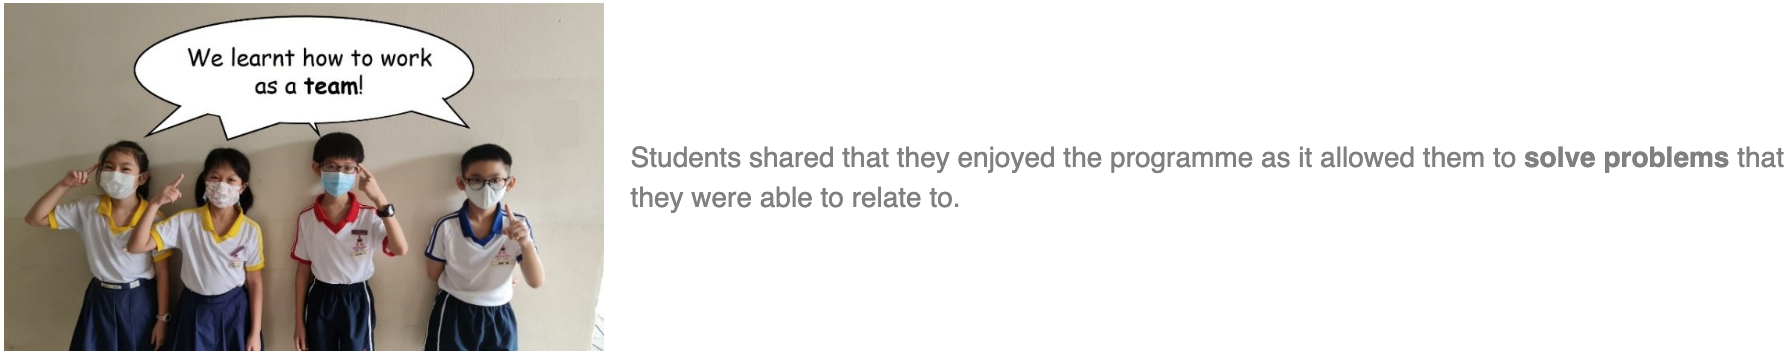 We learnt how to work
as a team!
Students shared that they enjoyed the programme as it allowed them to solve problems that
they were able to relate to.